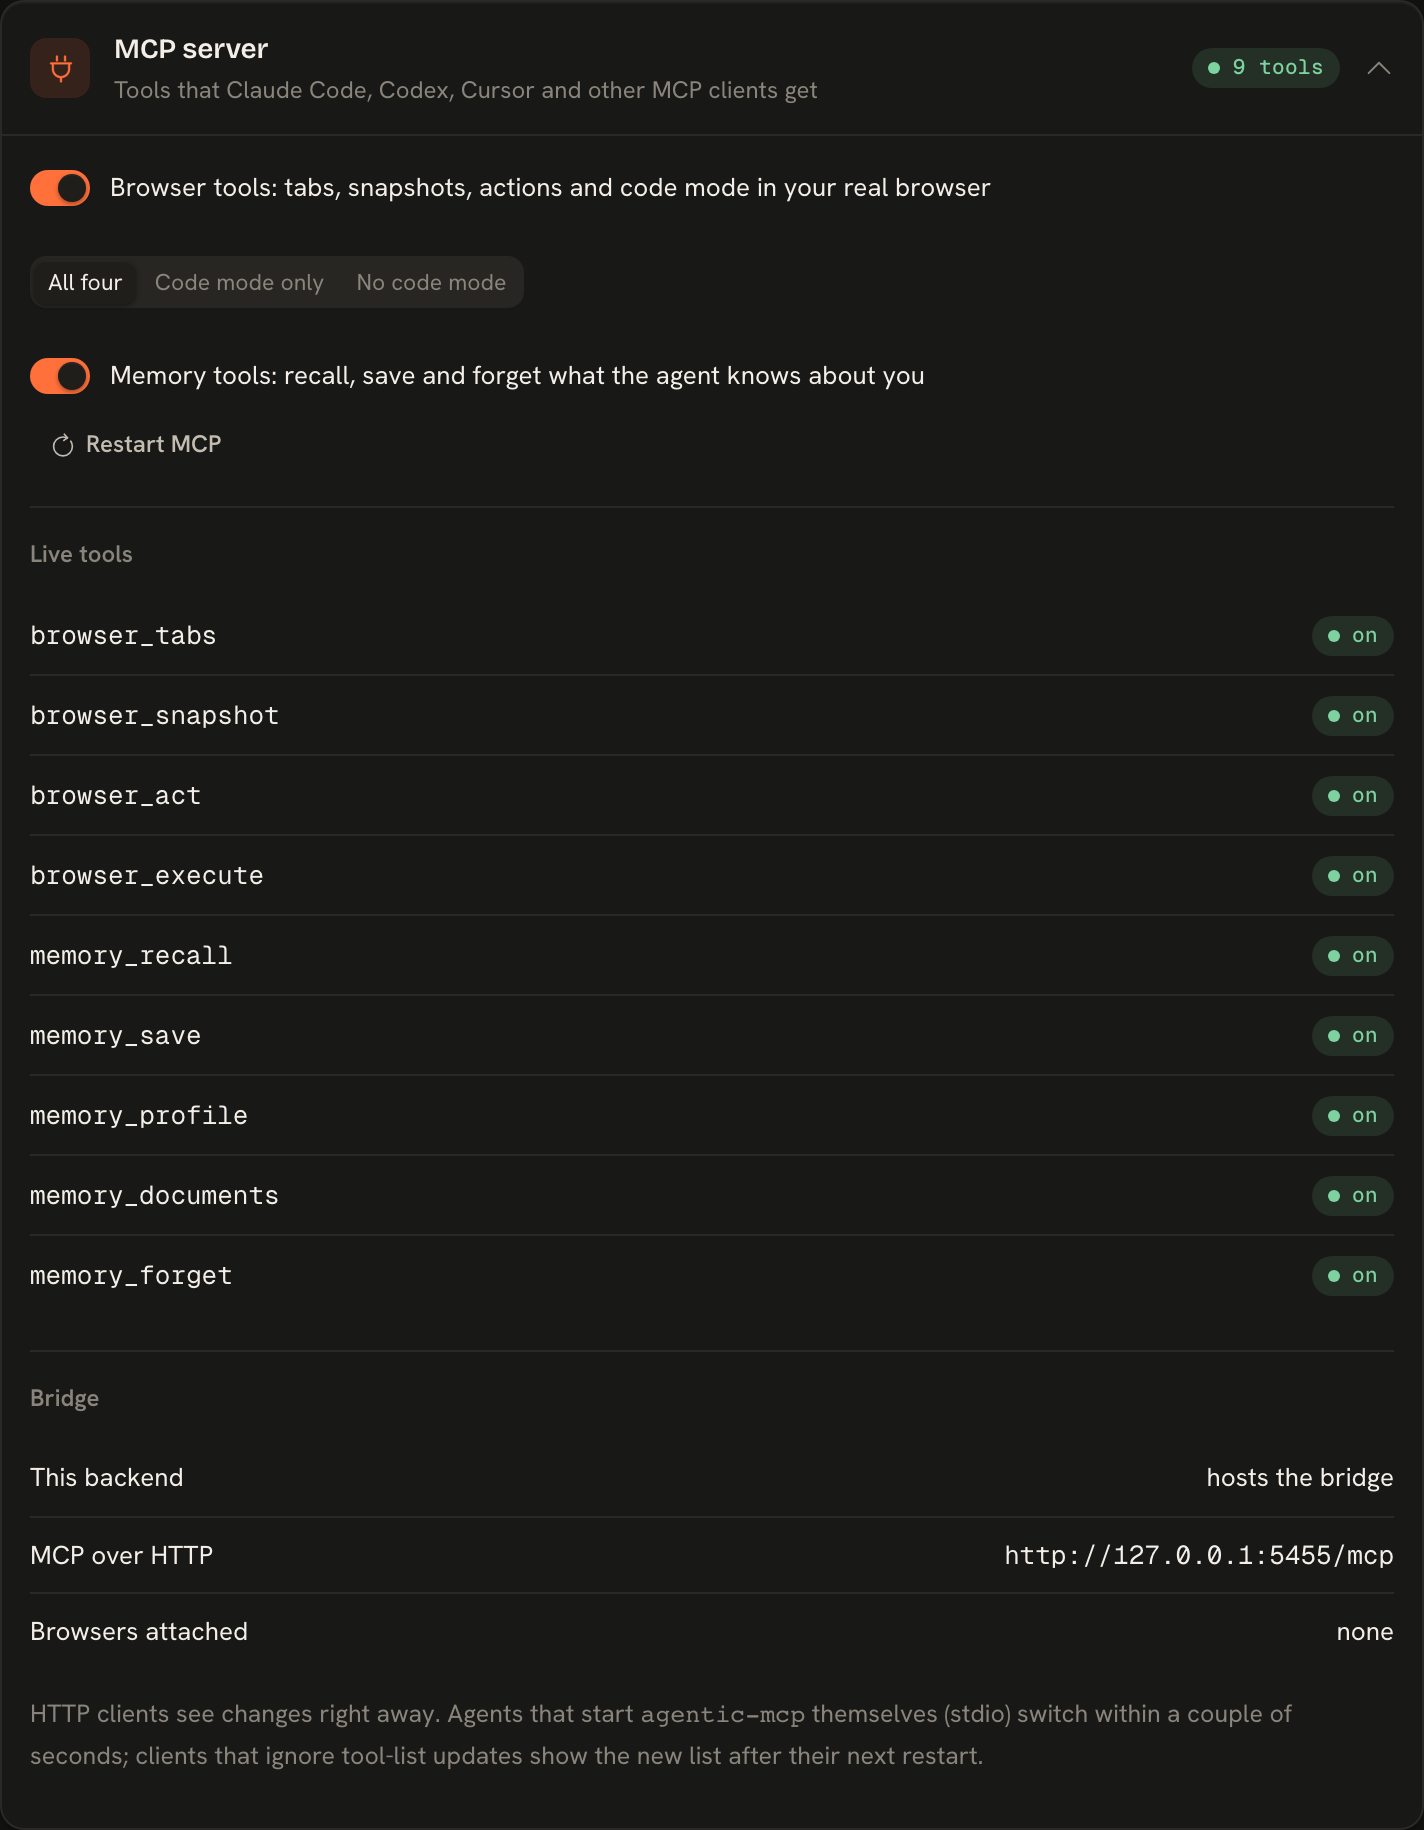 MCP server
Tools that Claude Code, Codex, Cursor and other MCP clients get
9 tools
Browser tools: tabs, snapshots, actions and code mode in your real browser
All four
Code mode only
No code mode
Memory tools: recall, save and forget what the agent knows about you
Restart MCP
Live tools
browser_tabs
on
browser_snapshot
on
browser_act
on
browser_execute
on
memory_recall
on
memory_save
on
memory_profile
on
memory_documents
on
memory_forget
on
Bridge
This backend
hosts the bridge
MCP over HTTP
http://127.0.0.1:5455/mcp
Browsers attached
none
HTTP clients see changes right away. Agents that start agentic-mcp themselves (stdio) switch within a couple of
seconds; clients that ignore tool-list updates show the new list after their next restart.